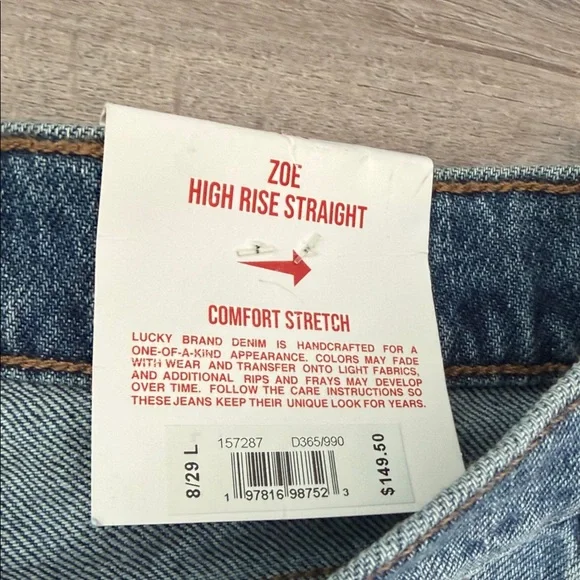 ZOE
HIGH RISE STRAIGHT
COMFORT STRETCH
LUCKY BRAND DENIM IS HANDCRAFTED FOR A
ONE-OF-A-KIND APPEARANCE. COLORS MAY FADE
WITH WEAR AND TRANSFER ONTO LIGHT FABRICS,
AND ADDITIONAL RIPS AND FRAYS MAY DEVELOP
OVER TIME. FOLLOW THE CARE INSTRUCTIONS SO
THESE JEANS KEEP THEIR UNIQUE LOOK FOR YEARS.
8/29 L
157287 D365/990
1 97816 98752 3
$149.50